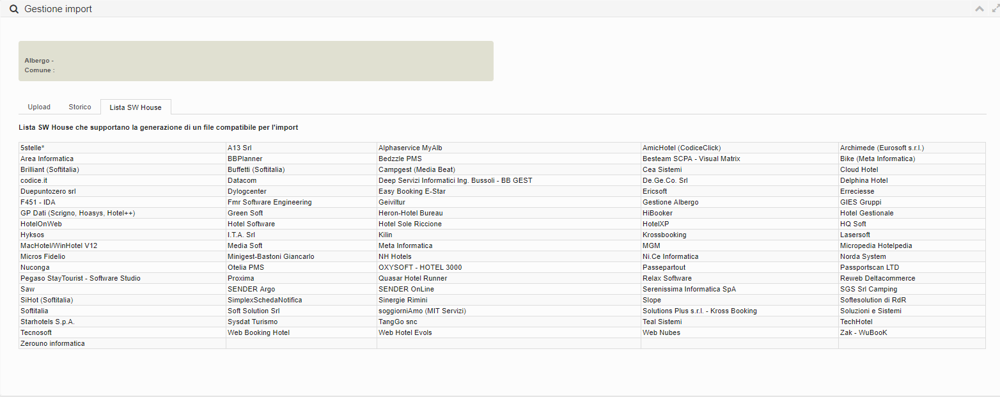 Gestione import
Albergo -
Comune :
Upload Storico Lista SW House
Lista SW House che supportano la generazione di un file compatibile per l'import
5stelle* A13 Srl Alphaservice MyAlb AmicHotel (CodiceClick) Archimede (Eurosoft s.r.l.)
Area Informatica BBPlanner Bedzzle PMS Besteam SCPA - Visual Matrix Bike (Meta Informatica)
Brilliant (Softitalia) Buffetti (Softitalia) Campgest (Media Beat) Cea Sistemi Cloud Hotel
codice.it Datacom Deep Servizi Informatici Ing. Bussoli - BB GEST De.Ge.Co. Srl Delphina Hotel
Duepuntozero srl Dylogcenter Easy Booking E-Star Ericsoft Erreciesse
F451 - IDA Fmr Software Engineering Geiviltur Gestione Albergo GIES Gruppi
GP Dati (Scrigno, Hoasys, Hotel++) Green Soft Heron-Hotel Bureau HiBooker Hotel Gestionale
HotelOnWeb Hotel Software Hotel Sole Riccione HotelXP HQ Soft
Hyksos I.T.A. Srl Kilin Krossbooking Lasersoft
MacHotel/WinHotel V12 Media Soft Meta Informatica MGM Micropedia Hotelpedia
Micros Fidelio Minigest-Bastoni Giancarlo NH Hotels Ni.Ce Informatica Norda System
Nuconga Otelia PMS OXYSOFT - HOTEL 3000 Passepartout Passportscan LTD
Pegaso StayTourist - Software Studio Proxima Quasar Hotel Runner Relax Software Reweb Deltacommerce
Saw SENDER Argo SENDER OnLine Serenissima Informatica SpA SGS Srl Camping
SiHot (Softitalia) SimplexSchedaNotifica Sinergie Rimini Slope Softesolution di RdR
Softitalia Soft Solution Srl soggiorniAmo (MIT Servizi) Solutions Plus s.r.l. - Kross Booking Soluzioni e Sistemi
Starhotels S.p.A. Sysdat Turismo TangGo snc Teal Sistemi TechHotel
Tecnosoft Web Booking Hotel Web Hotel Evols Web Nubes Zak - WuBooK
Zerouno informatica